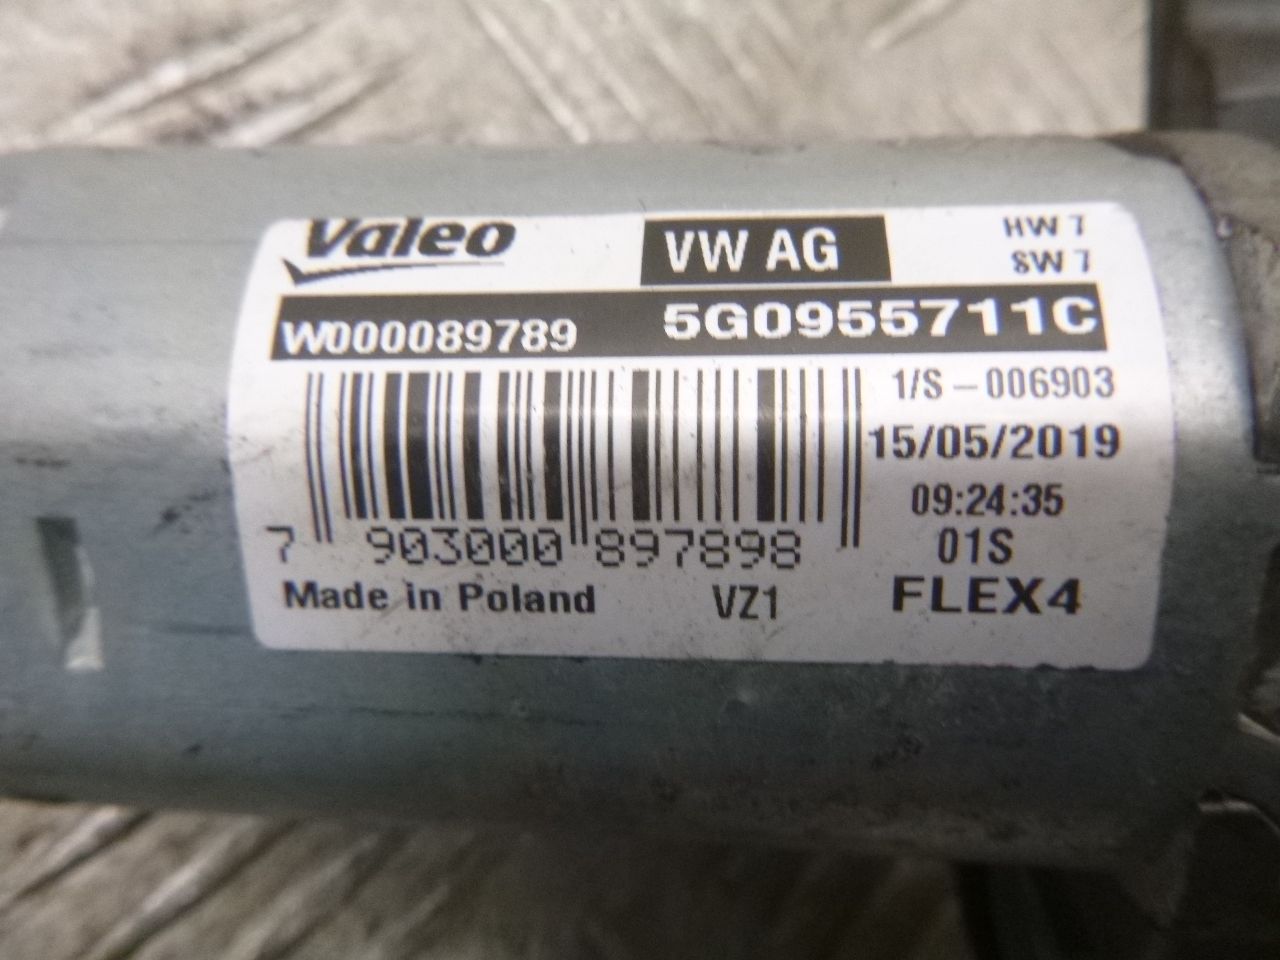 Valeo
VW AG
HW 7
SW 7
W000089789 5G0955711C
1/S - 006903
15/05/2019
09:24:35
7 903000 897898
01S
Made in Poland VZ1 FLEX4